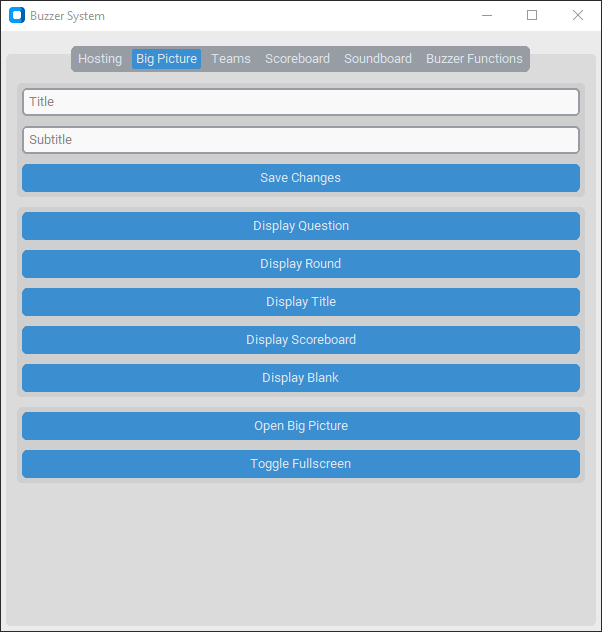 Buzzer System
Hosting Big Picture Teams Scoreboard Soundboard Buzzer Functions
Title
Subtitle
Save Changes
Display Question
Display Round
Display Title
Display Scoreboard
Display Blank
Open Big Picture
Toggle Fullscreen